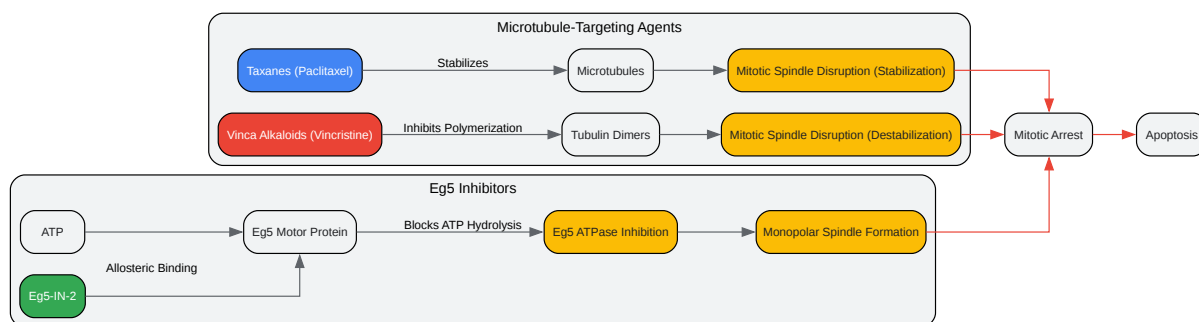 Microtubule-Targeting Agents
Taxanes (Paclitaxel)
Stabilizes
Microtubules
Mitotic Spindle Disruption (Stabilization)
Vinca Alkaloids (Vincristine)
Inhibits Polymerization
Tubulin Dimers
Mitotic Spindle Disruption (Destabilization)
Mitotic Arrest
Apoptosis
Eg5 Inhibitors
ATP
Eg5 Motor Protein
Blocks ATP Hydrolysis
Eg5 ATPase Inhibition
Monopolar Spindle Formation
Allosteric Binding
Eg5-IN-2